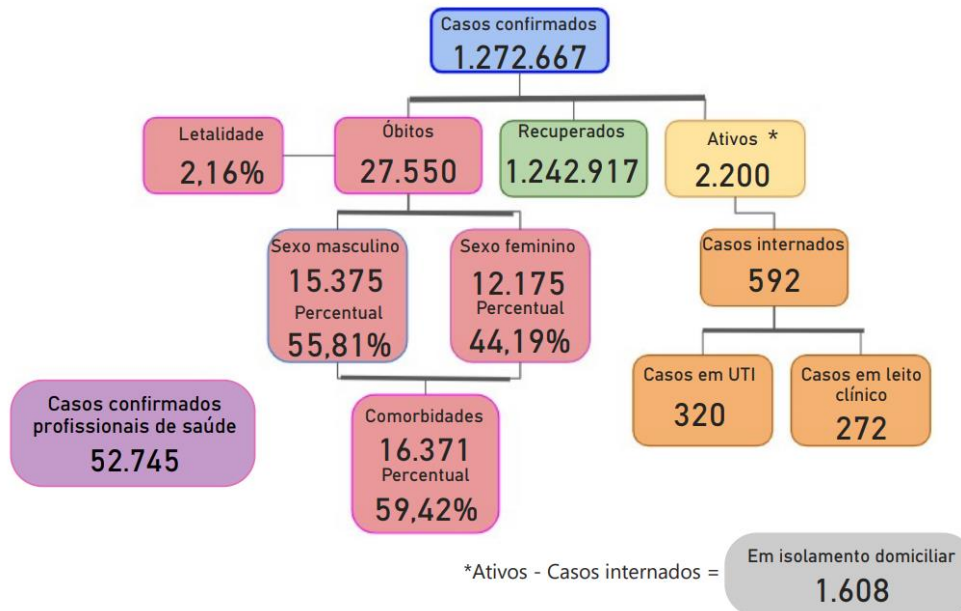 Casos confirmados
1.272.667
Letalidade
2,16%
Óbitos
27.550
Recuperados
1.242.917
Ativos *
2.200
Sexo masculino
15.375
Percentual
55,81%
Sexo feminino
12.175
Percentual
44,19%
Casos internados
592
Casos em UTI
320
Casos em leito
clínico
272
Casos confirmados
profissionais de saúde
52.745
Comorbidades
16.371
Percentual
59,42%
*Ativos - Casos internados =
Em isolamento domiciliar
1.608